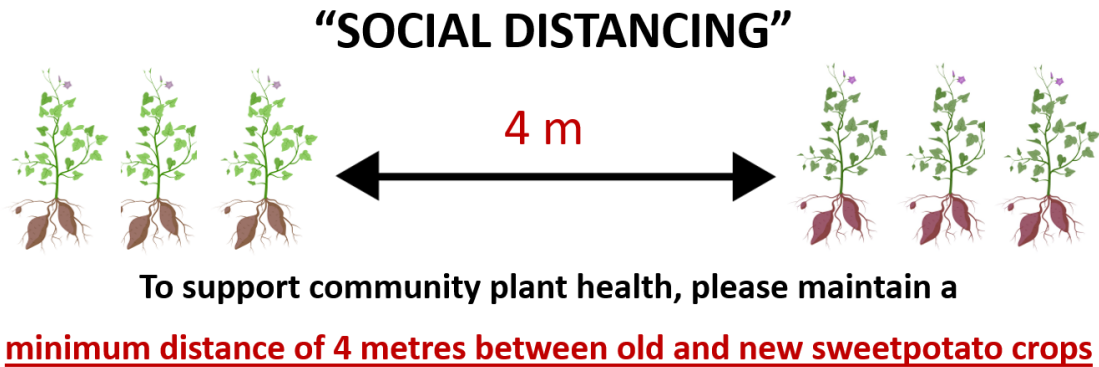 “SOCIAL DISTANCING”
4 m
To support community plant health, please maintain a
minimum distance of 4 metres between old and new sweetpotato crops